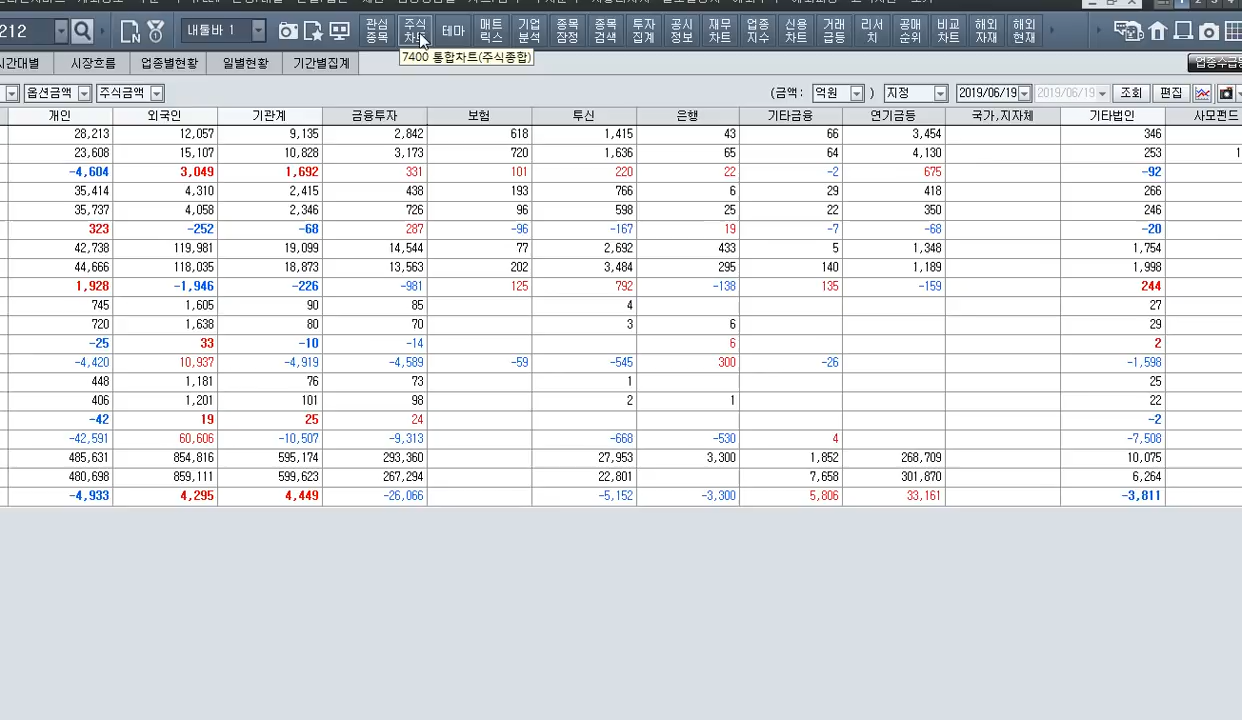 212 내툴바 1 관심종목 주식차트 테마 매트릭스 기업분석 종목잠정 종목검색 투자집계 공시정보 재무차트 업종지수 신용차트 거래급등 리서치 공매순위 비교차트 해외자재 해외현재
7400 통합차트(주식종합)
시간대별 시장흐름 업종별현황 일별현황 기간별집계
옵션금액 주식금액 (금액: 억원 ) 지정 2019/06/19 2019/06/19 조회 편집
개인 외국인 기관계 금융투자 보험 투신 은행 기타금융 연기금등 국가,지자체 기타법인 사모펀드
28,213 12,057 9,135 2,842 618 1,415 43 66 3,454 346
23,608 15,107 10,828 3,173 720 1,636 65 64 4,130 253 1
-4,604 3,049 1,692 331 101 220 22 -2 675 -92
35,414 4,310 2,415 438 193 766 6 29 418 266
35,737 4,058 2,346 726 96 598 25 22 350 246
323 -252 -68 287 -96 -167 19 -7 -68 -20
42,738 119,981 19,099 14,544 77 2,692 433 5 1,348 1,754
44,666 118,035 18,873 13,563 202 3,484 295 140 1,189 1,998
1,928 -1,946 -226 -981 125 792 -138 135 -159 244
745 1,605 90 85 4 27
720 1,638 80 70 3 6 29
-25 33 -10 -14 6 2
-4,420 10,937 -4,919 -4,589 -59 -545 300 -26 -1,598
448 1,181 76 73 1 25
406 1,201 101 98 2 1 22
-42 19 25 24 -2
-42,591 60,606 -10,507 -9,313 -668 -530 4 -7,508
485,631 854,816 595,174 293,360 27,953 3,300 1,852 268,709 10,075
480,698 859,111 599,623 267,294 22,801 7,658 301,870 6,264
-4,933 4,295 4,449 -26,066 -5,152 -3,300 5,806 33,161 -3,811